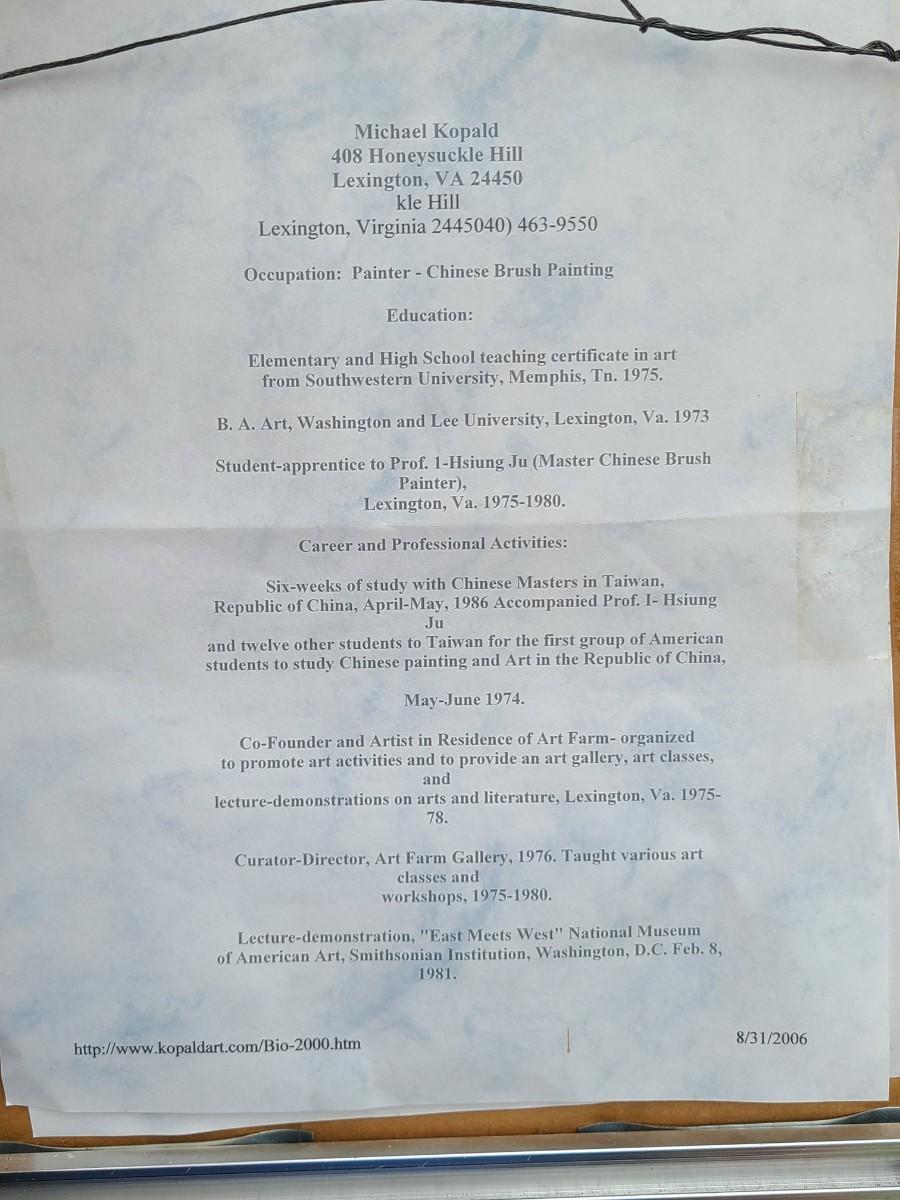 Michael Kopald
408 Honeysuckle Hill
Lexington, VA 24450
kle Hill
Lexington, Virginia 2445040) 463-9550
Occupation: Painter - Chinese Brush Painting
Education:
Elementary and High School teaching certificate in art
from Southwestern University, Memphis, Tn. 1975.
B. A. Art, Washington and Lee University, Lexington, Va. 1973
Student-apprentice to Prof. 1-Hsiung Ju (Master Chinese Brush
Painter),
Lexington, Va. 1975-1980.
Career and Professional Activities:
Six-weeks of study with Chinese Masters in Taiwan,
Republic of China, April-May, 1986 Accompanied Prof. I- Hsiung
Ju
and twelve other students to Taiwan for the first group of American
students to study Chinese painting and Art in the Republic of China,
May-June 1974.
Co-Founder and Artist in Residence of Art Farm- organized
to promote art activities and to provide an art gallery, art classes,
and
lecture-demonstrations on arts and literature, Lexington, Va. 1975-
78.
Curator-Director, Art Farm Gallery, 1976. Taught various art
classes and
workshops, 1975-1980.
Lecture-demonstration, "East Meets West" National Museum
of American Art, Smithsonian Institution, Washington, D.C. Feb. 8,
1981.
http://www.kopaldart.com/Bio-2000.htm
8/31/2006